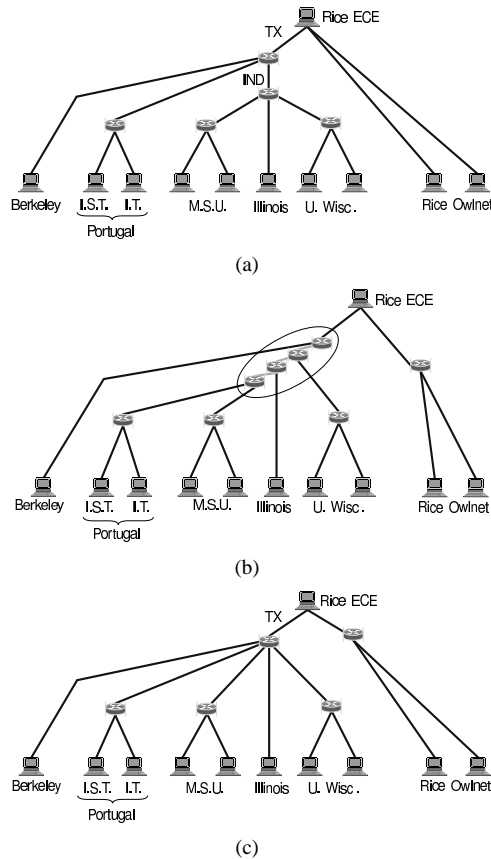 Rice ECE
TX
IND
Berkeley I.S.T. I.T. M.S.U. Illinois U. Wisc. Rice Owlnet
Portugal
(a)
Rice ECE
Berkeley I.S.T. I.T. M.S.U. Illinois U. Wisc. Rice Owlnet
Portugal
(b)
TX Rice ECE
Berkeley I.S.T. I.T. M.S.U. Illinois U. Wisc. Rice Owlnet
Portugal
(c)